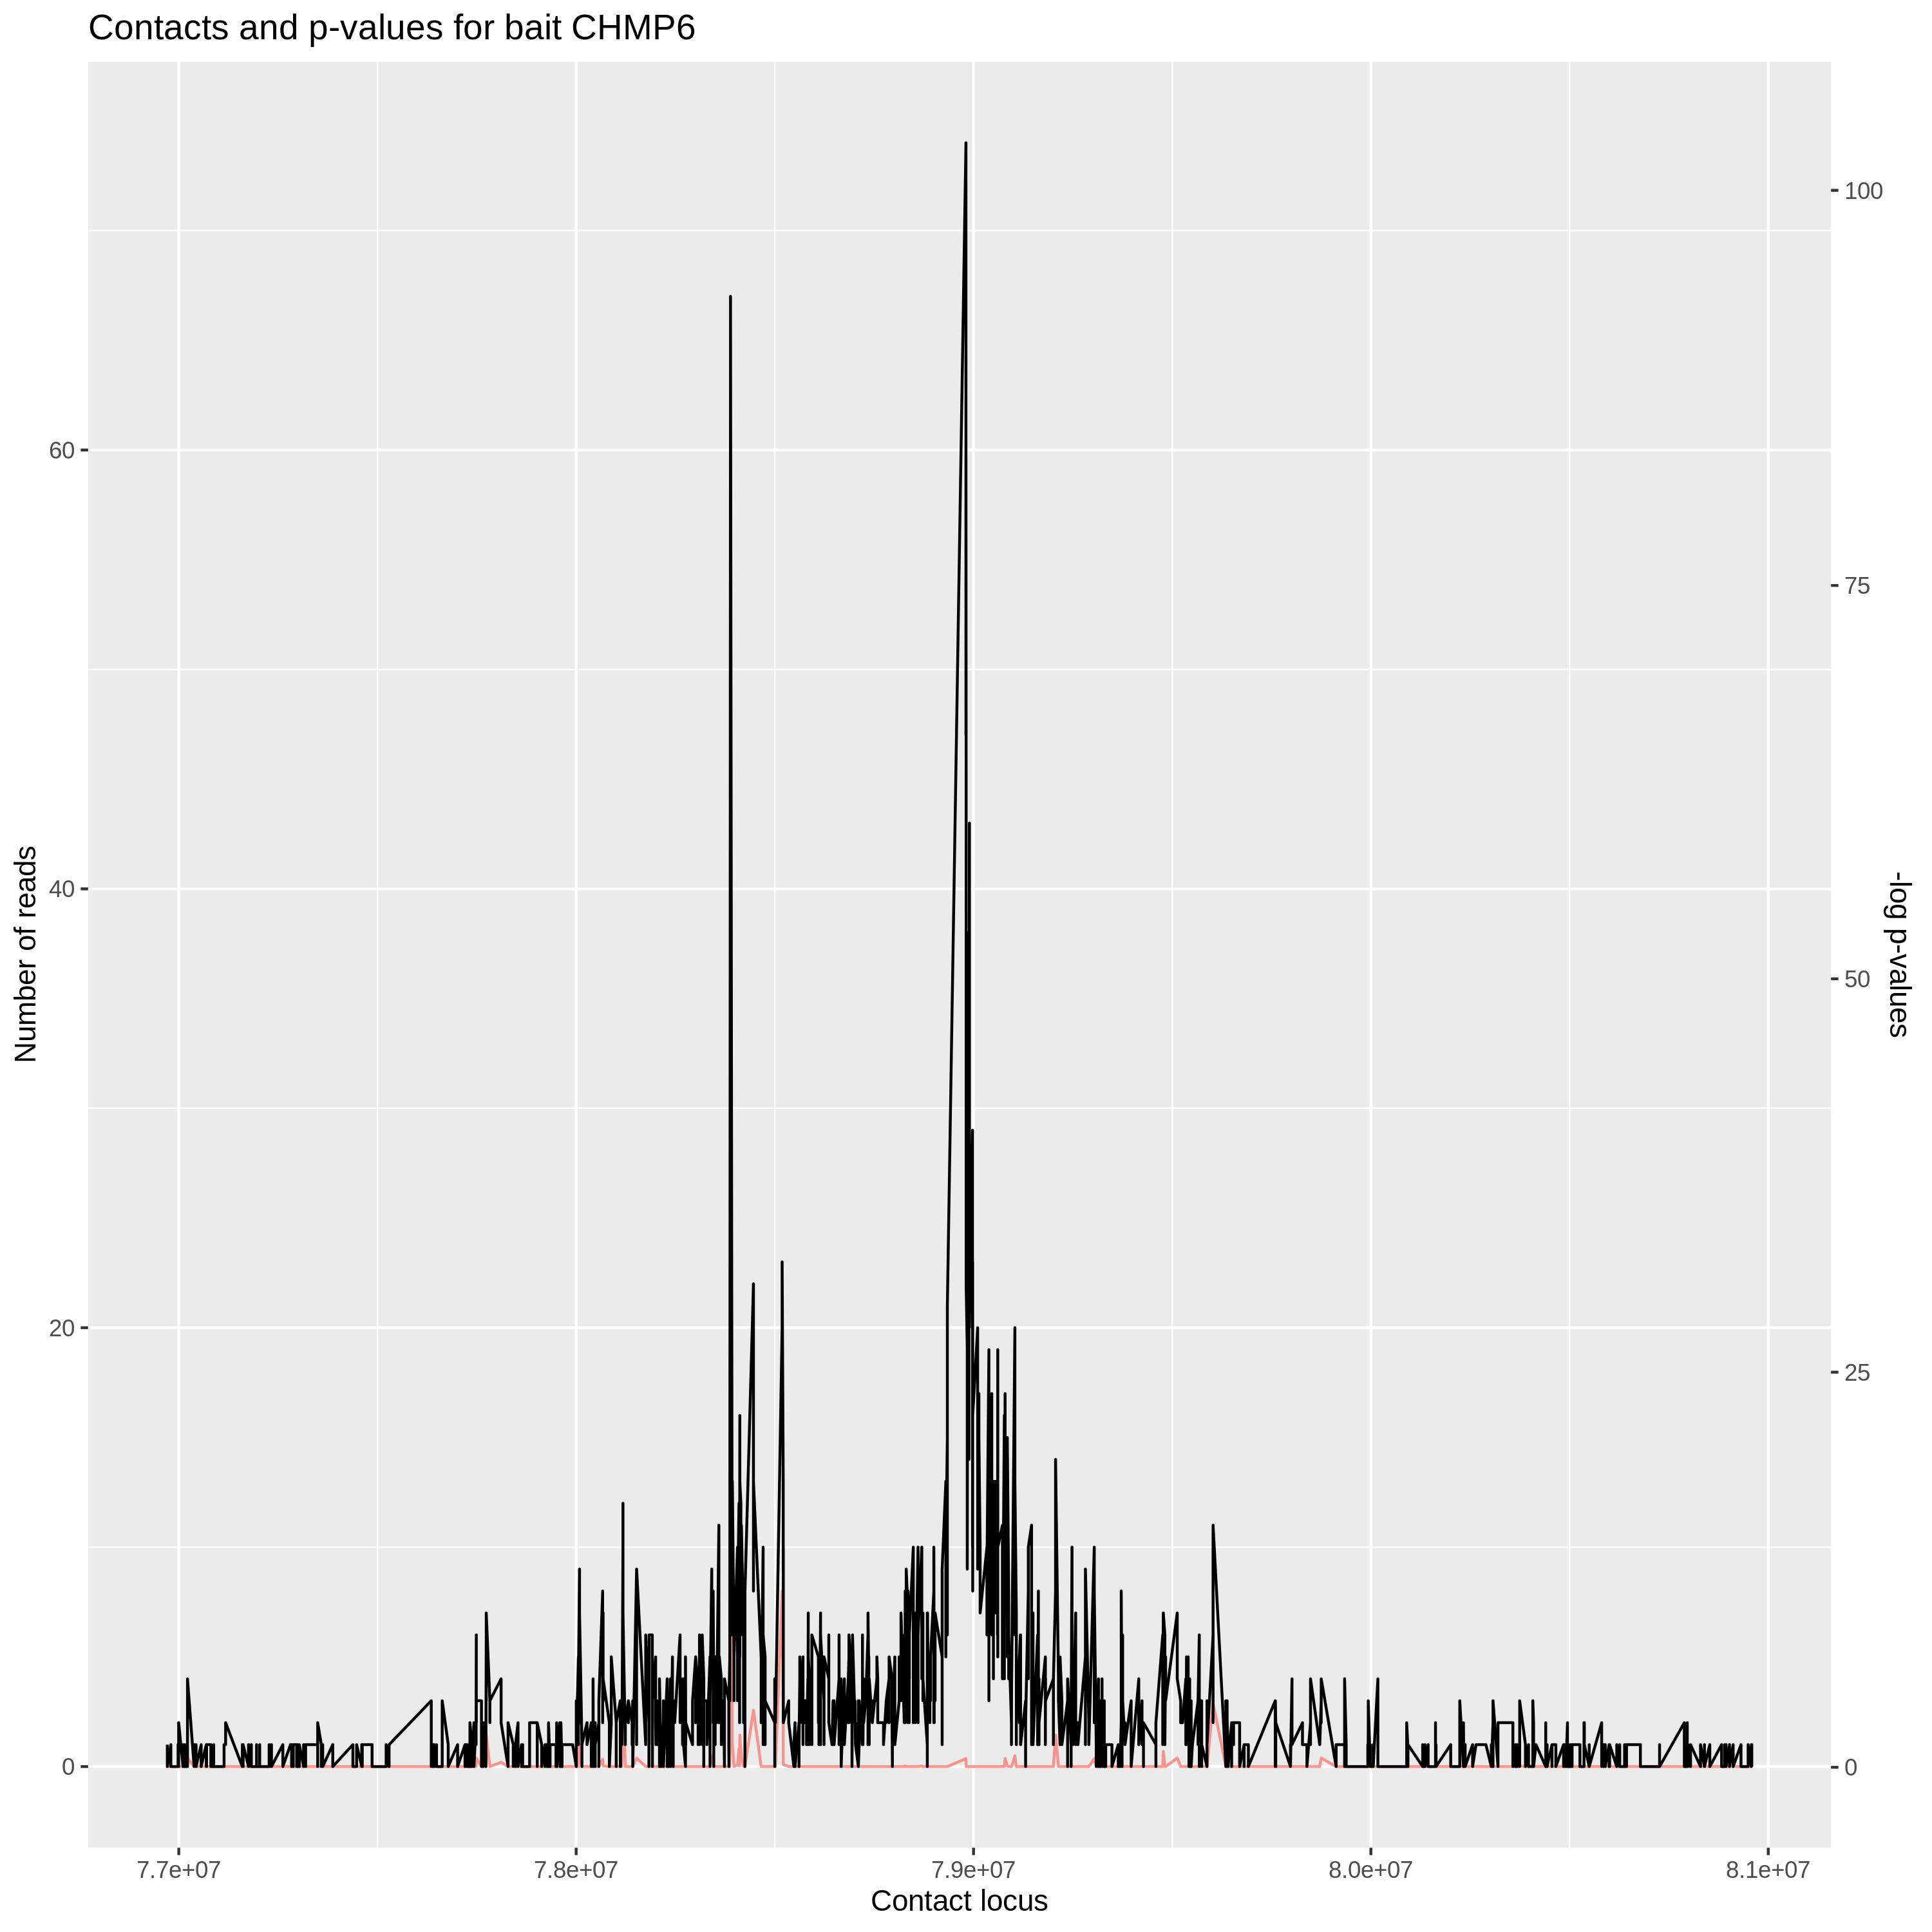 Contacts and p-values for bait CHMP6
Number of reads
60
40
20
0
100
75
50
25
0
-log p-values
7.7e+07
7.8e+07
7.9e+07
8.0e+07
8.1e+07
Contact locus